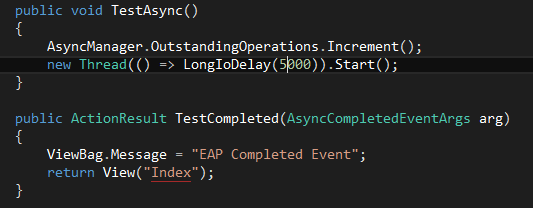 public void TestAsync()
{
    AsyncManager.OutstandingOperations.Increment();
    new Thread(() => LongIoDelay(5000)).Start();
}

public ActionResult TestCompleted(AsyncCompletedEventArgs arg)
{
    ViewBag.Message = "EAP Completed Event";
    return View("Index");
}